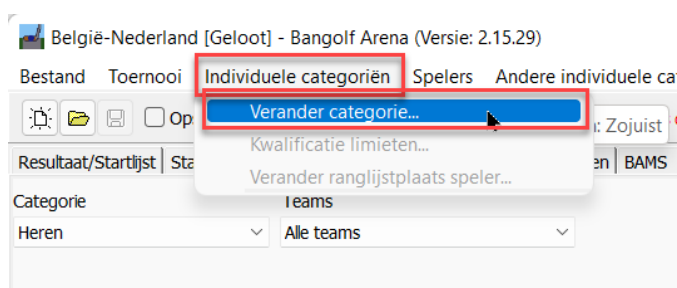 België-Nederland [Geloot] - Bangolf Arena (Versie: 2.15.29)
Bestand Toernooi Individuele categoriën Spelers Andere individuele ca
Verander categorie...
: Zojuist
Kwalificatie limieten...
Resultaat/Startlijst BAMS
Verander ranglijstplaats speler...
Categorie Teams
Heren Alle teams